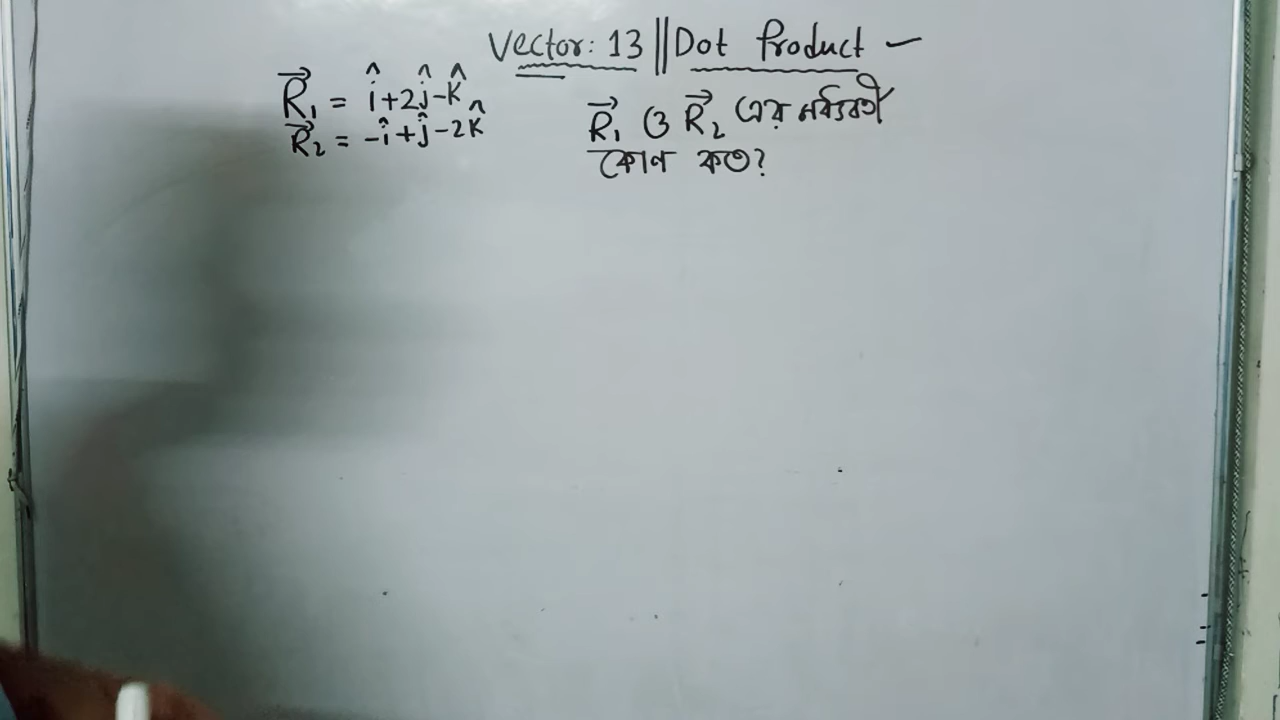 Vector: 13 || Dot Product –
R⃗₁ = î+2ĵ-k̂
R⃗₂ = -î+ĵ-2k̂
R⃗₁ ও R⃗₂ এর মধ্যবর্তী
কোণ কত?